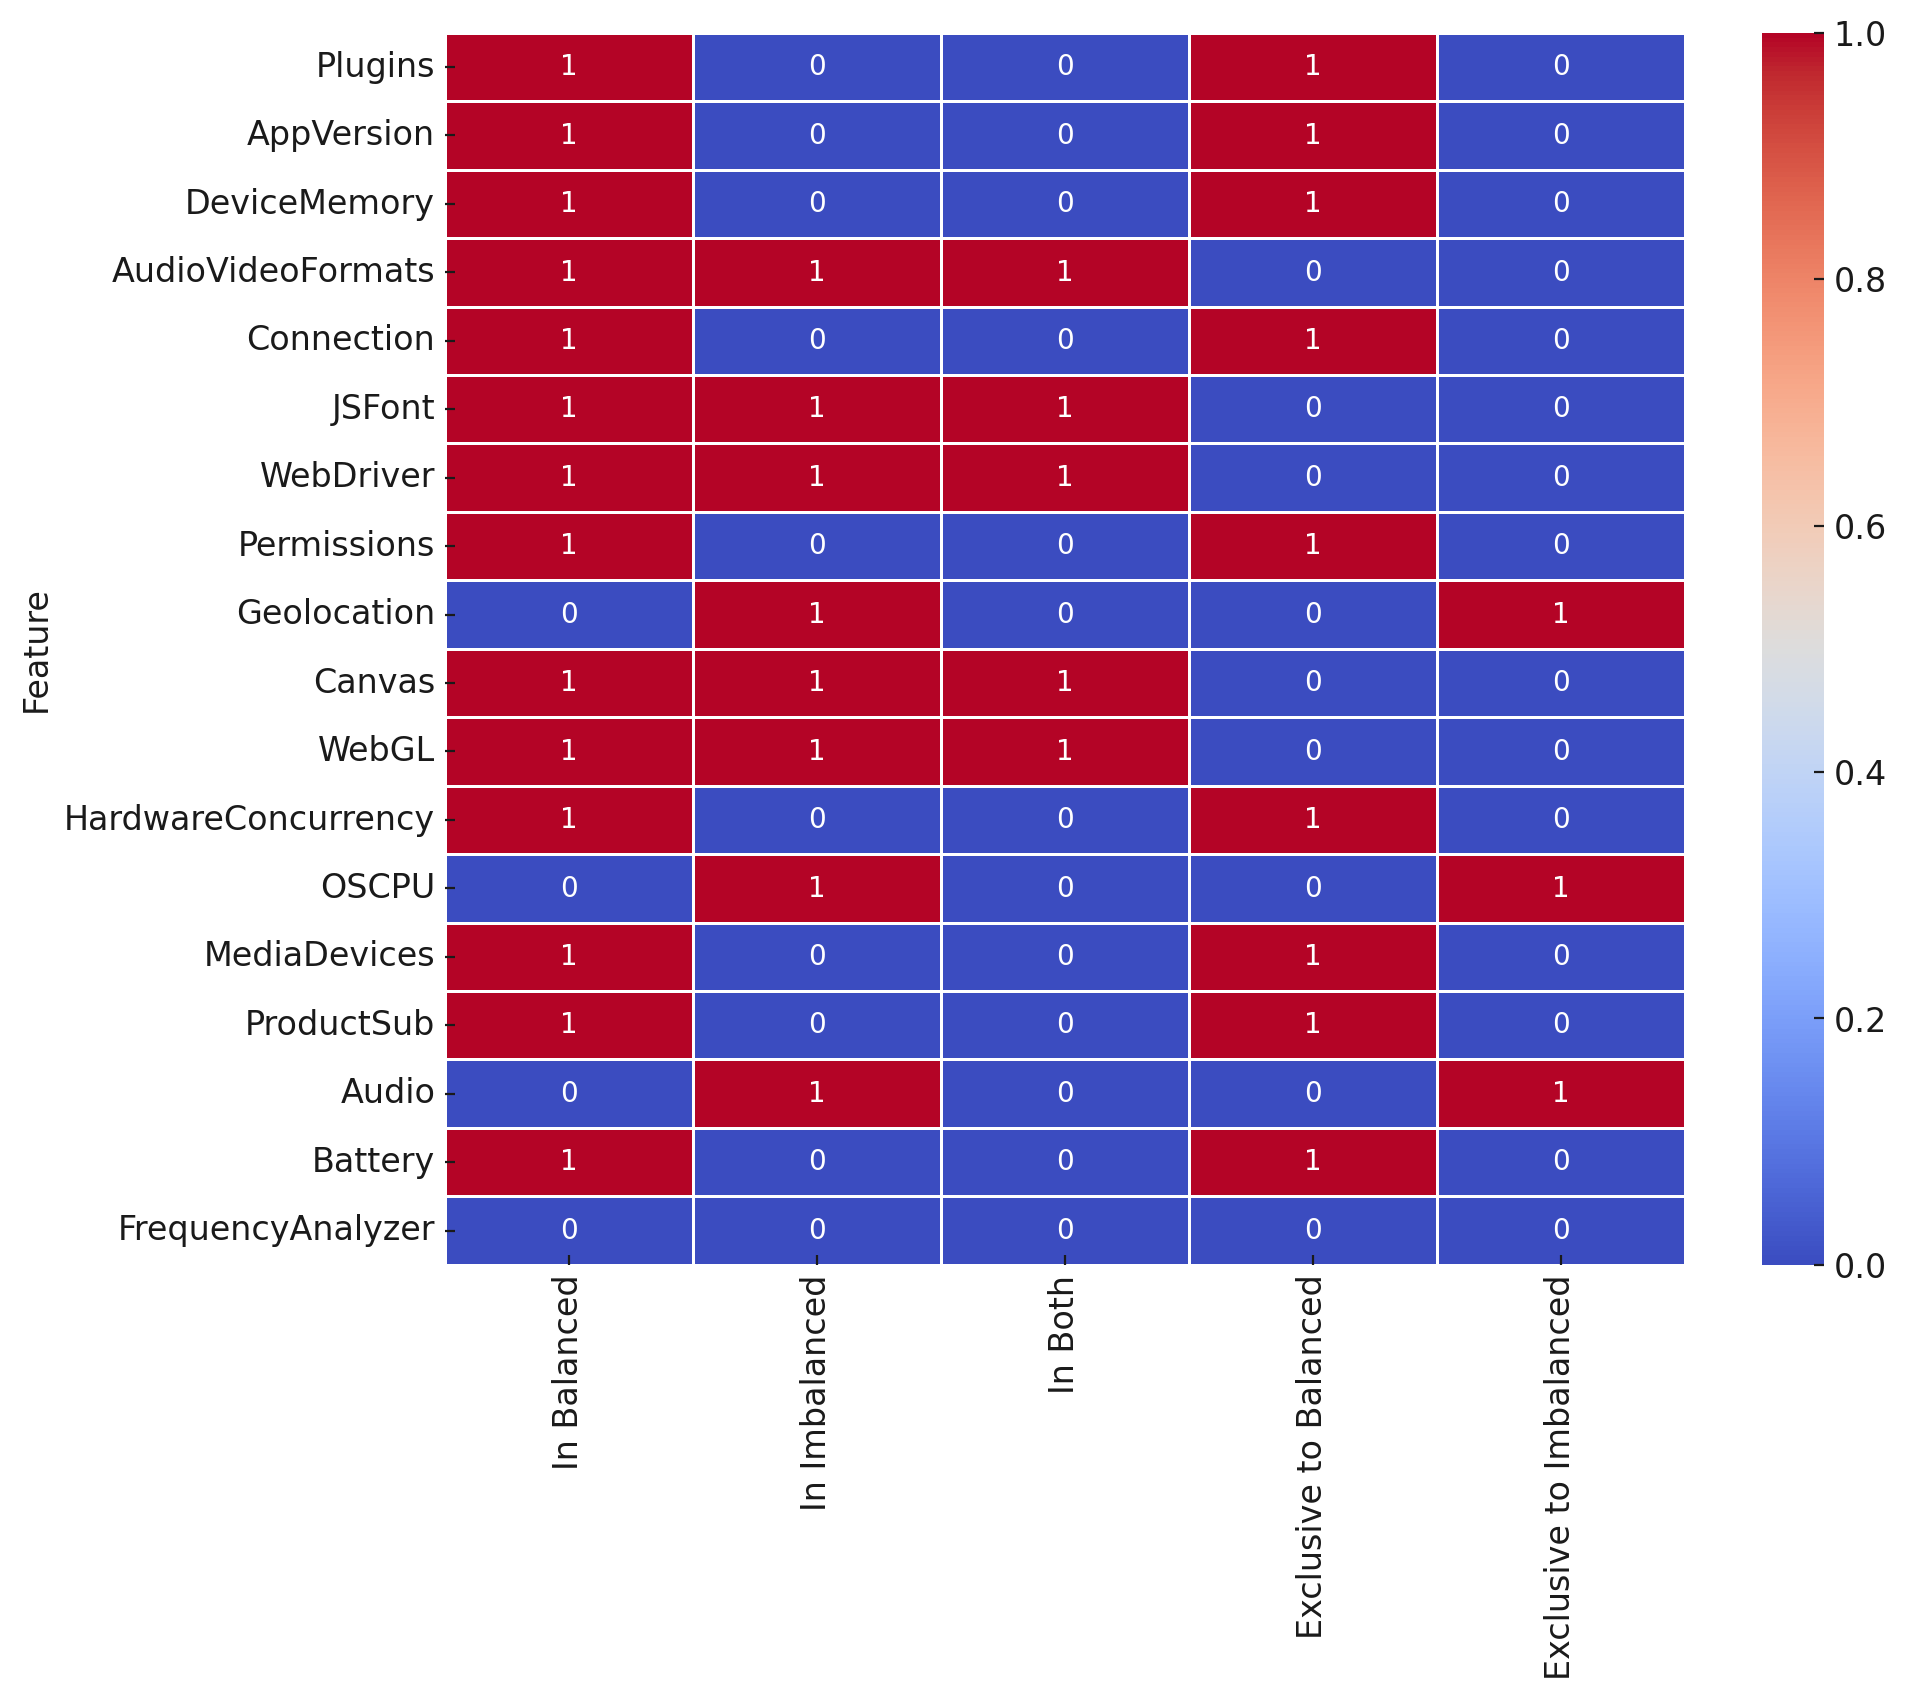 Feature
Plugins 1 0 0 1 0
AppVersion 1 0 0 1 0
DeviceMemory 1 0 0 1 0
AudioVideoFormats 1 1 1 0 0
Connection 1 0 0 1 0
JSFont 1 1 1 0 0
WebDriver 1 1 1 0 0
Permissions 1 0 0 1 0
Geolocation 0 1 0 0 1
Canvas 1 1 1 0 0
WebGL 1 1 1 0 0
HardwareConcurrency 1 0 0 1 0
OSCPU 0 1 0 0 1
MediaDevices 1 0 0 1 0
ProductSub 1 0 0 1 0
Audio 0 1 0 0 1
Battery 1 0 0 1 0
FrequencyAnalyzer 0 0 0 0 0
In Balanced
In Imbalanced
In Both
Exclusive to Balanced
Exclusive to Imbalanced
1.0
0.8
0.6
0.4
0.2
0.0